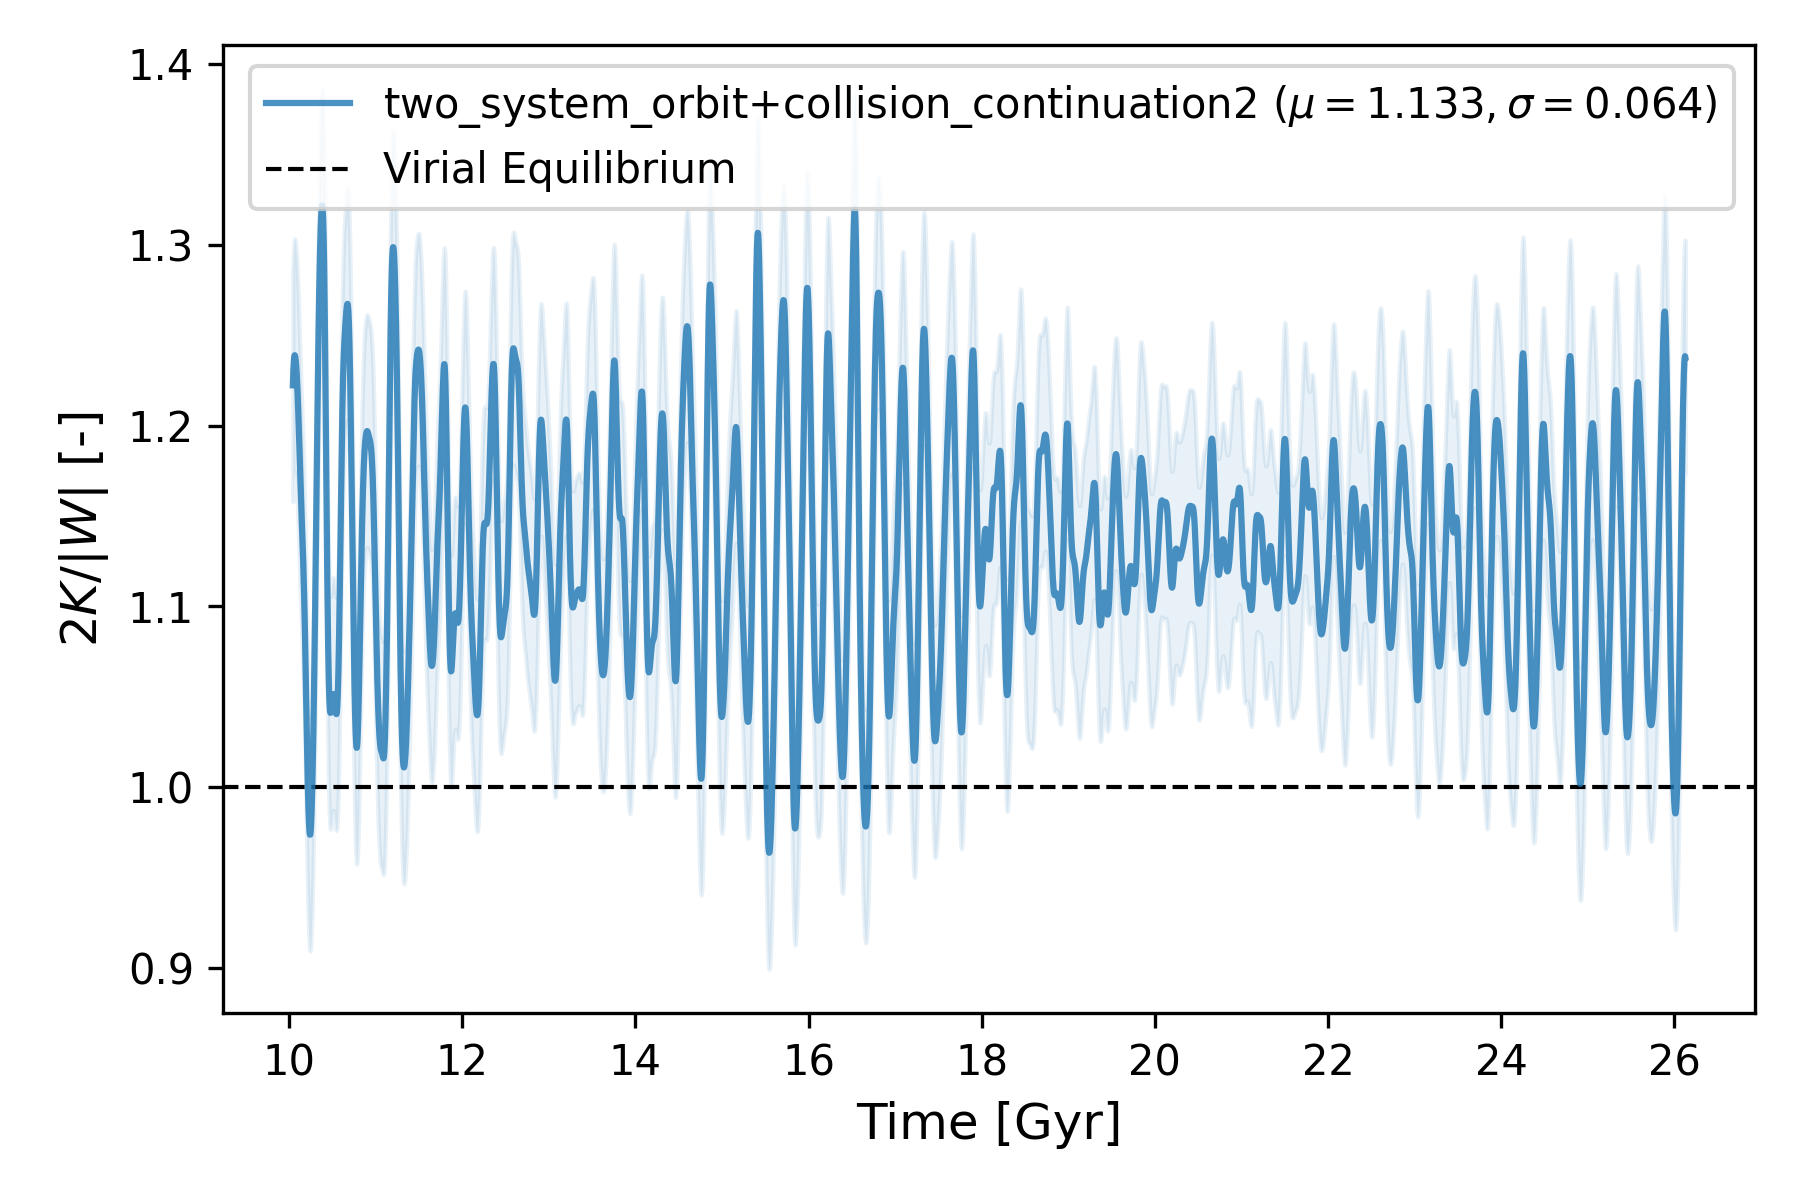 two_system_orbit+collision_continuation2 (μ = 1.133, σ = 0.064)
Virial Equilibrium
2K/|W| [-]
1.4
1.3
1.2
1.1
1.0
0.9
10 12 14 16 18 20 22 24 26
Time [Gyr]